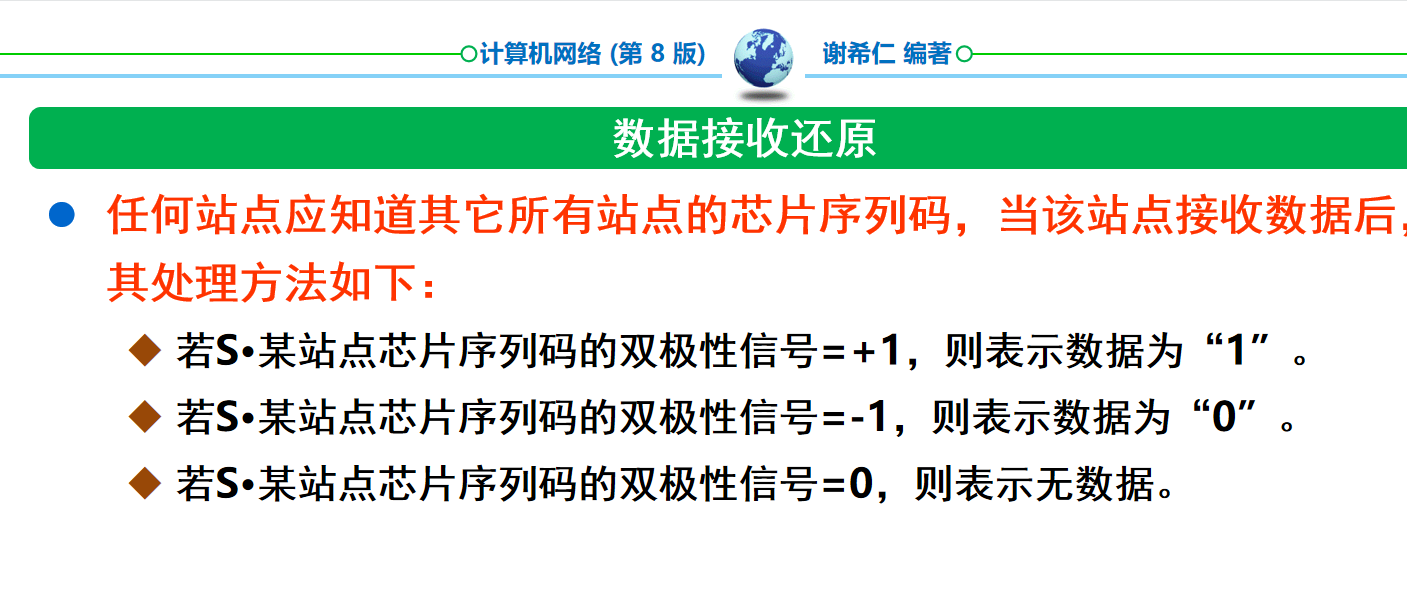 计算机网络 (第 8 版) 谢希仁 编著
数据接收还原
任何站点应知道其它所有站点的芯片序列码，当该站点接收数据后，
其处理方法如下：
若S•某站点芯片序列码的双极性信号=+1，则表示数据为“1”。
若S•某站点芯片序列码的双极性信号=-1，则表示数据为“0”。
若S•某站点芯片序列码的双极性信号=0，则表示无数据。